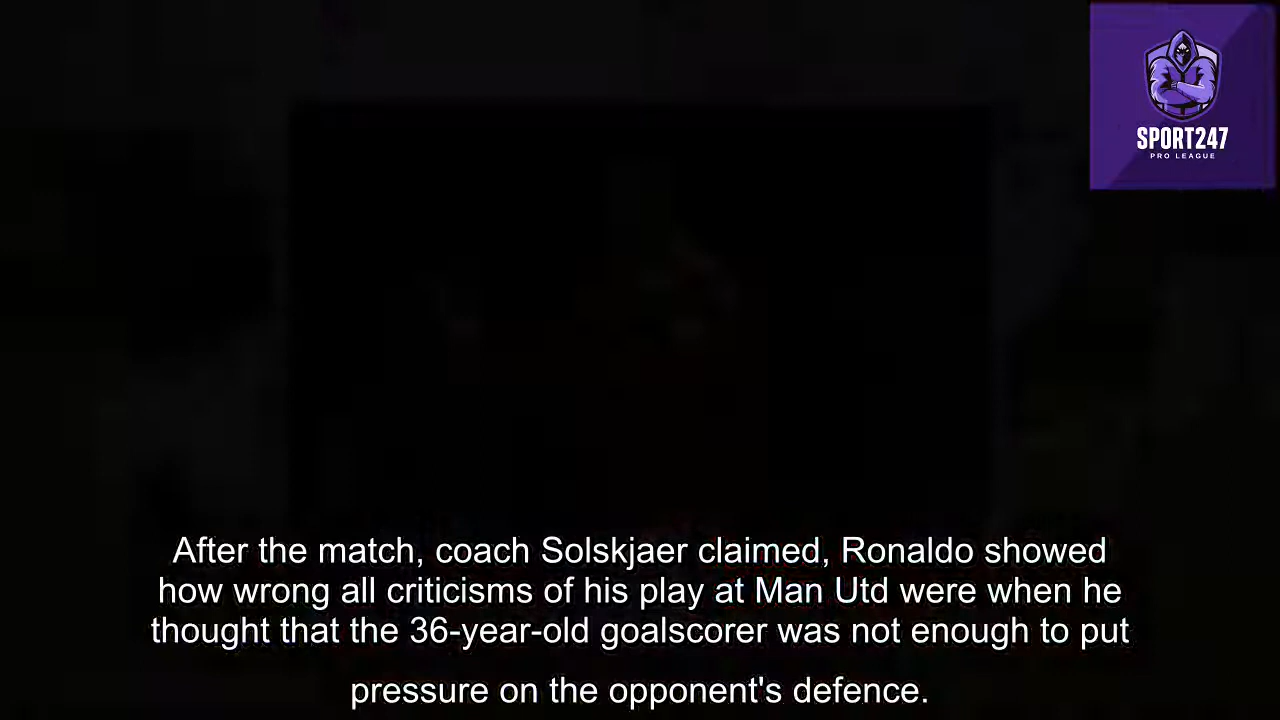 SPORT247
PRO LEAGUE
After the match, coach Solskjaer claimed, Ronaldo showed
how wrong all criticisms of his play at Man Utd were when he
thought that the 36-year-old goalscorer was not enough to put
pressure on the opponent's defence.